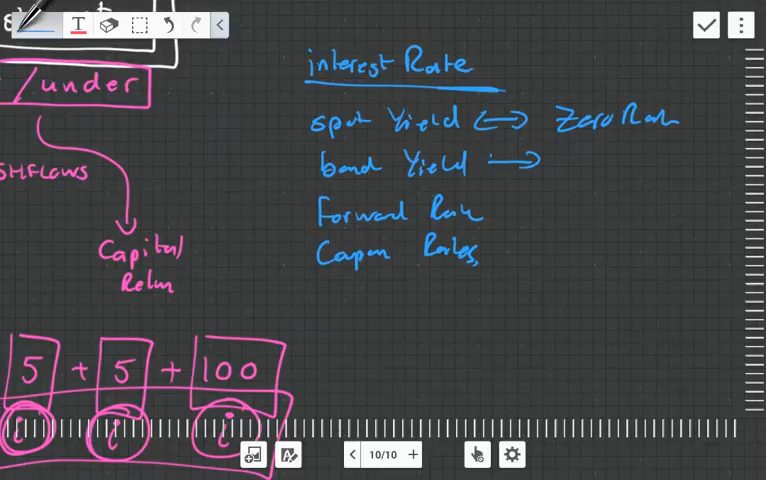 /under
SHFLOWS
Capital
Return
5 + 5 + 100
i i i
interest Rate
spot Yield ↔ Zero Rate
bond Yield →
Forward Rate
Coupon Rates,
T
10/10